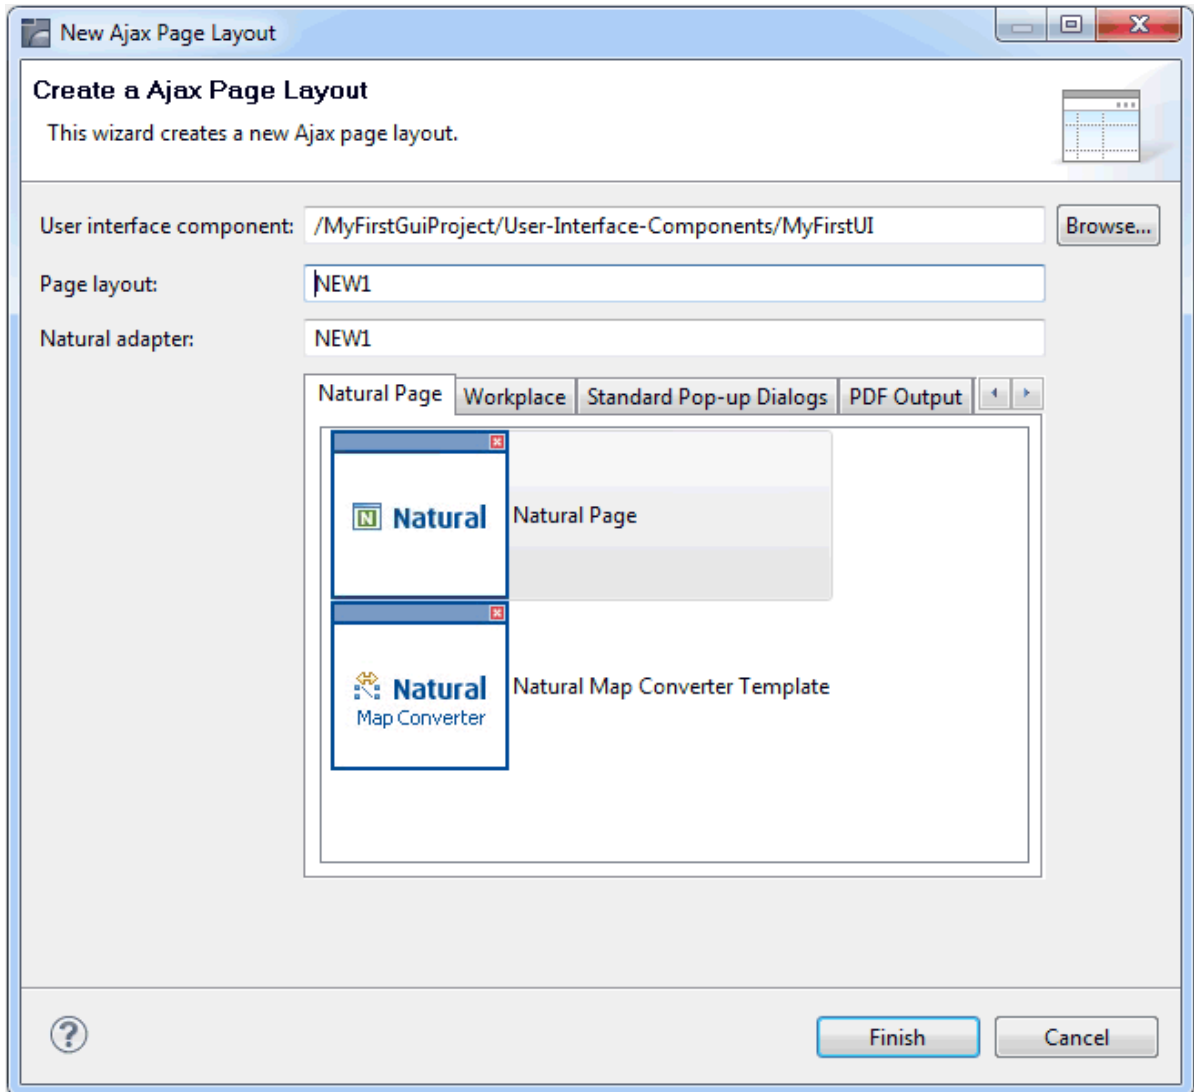 New Ajax Page Layout
Create a Ajax Page Layout
This wizard creates a new Ajax page layout.
User interface component: /MyFirstGuiProject/User-Interface-Components/MyFirstUI Browse...
Page layout: NEW1
Natural adapter: NEW1
Natural Page Workplace Standard Pop-up Dialogs PDF Output
N Natural Natural Page
Natural Natural Map Converter Template
Map Converter
? Finish Cancel